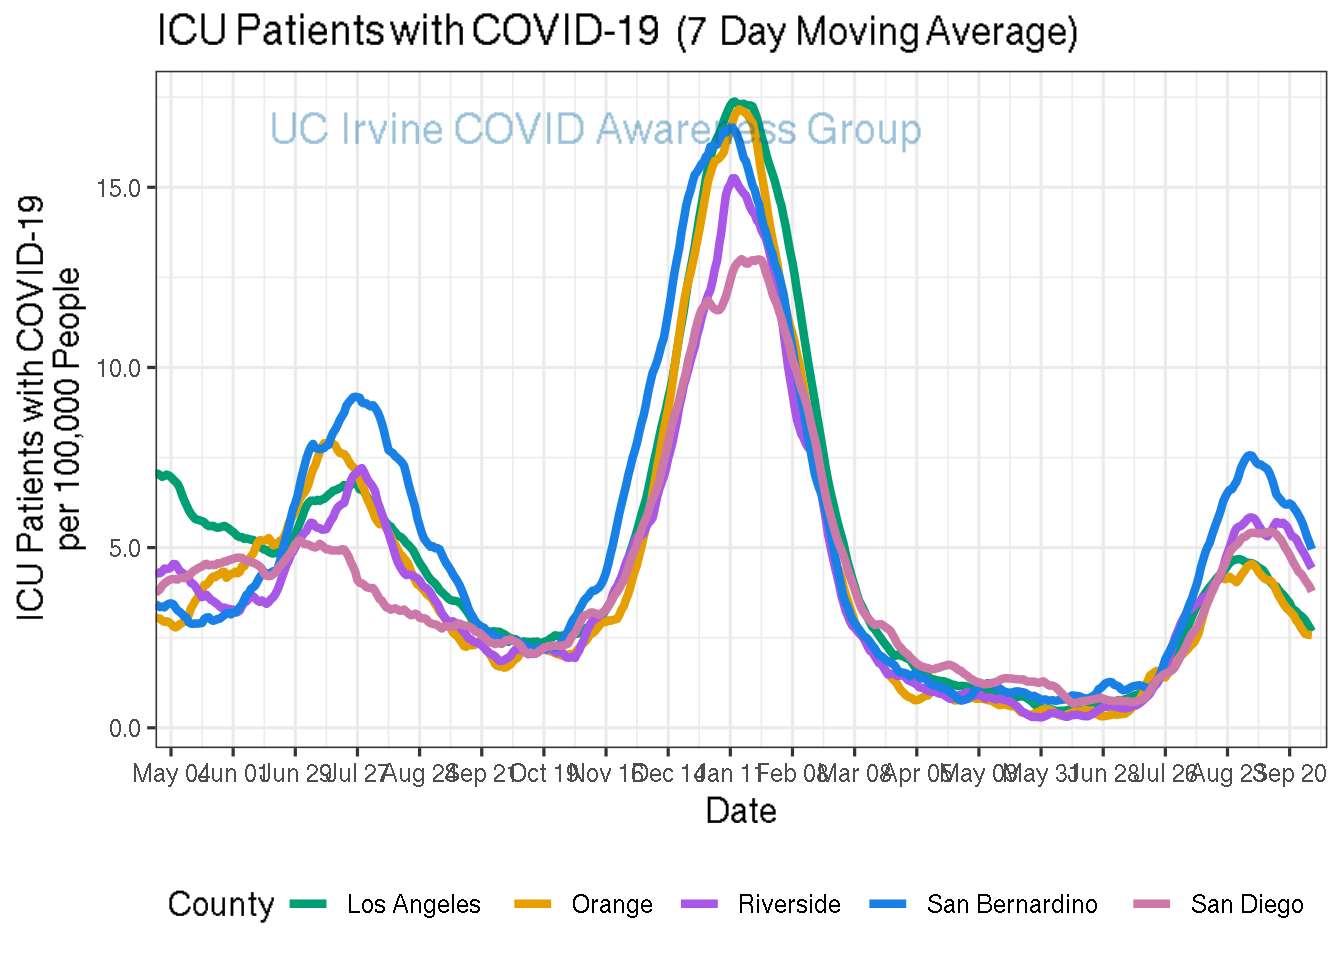 ICU Patients with COVID-19 (7 Day Moving Average)
UC Irvine COVID Awareness Group
ICU Patients with COVID-19
per 100,000 People
15.0
10.0
5.0
0.0
May 04 Jun 01 Jun 29 Jul 27 Aug 24 Sep 21 Oct 19 Nov 16 Dec 14 Jan 11 Feb 08 Mar 08 Apr 05 May 03 May 31 Jun 28 Jul 26 Aug 23 Sep 20
Date
County Los Angeles Orange Riverside San Bernardino San Diego